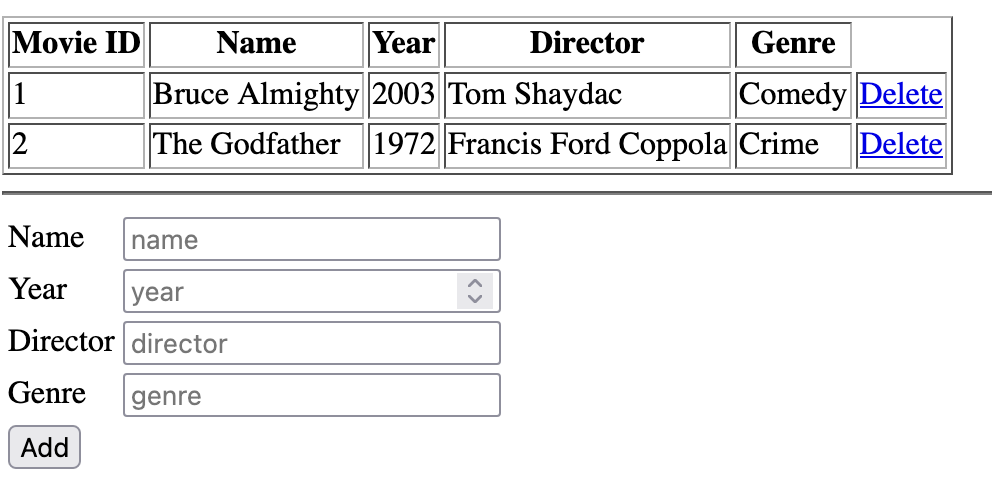 Movie ID Name Year Director Genre
1 Bruce Almighty 2003 Tom Shaydac Comedy Delete
2 The Godfather 1972 Francis Ford Coppola Crime Delete
Name name
Year year
Director director
Genre genre
Add